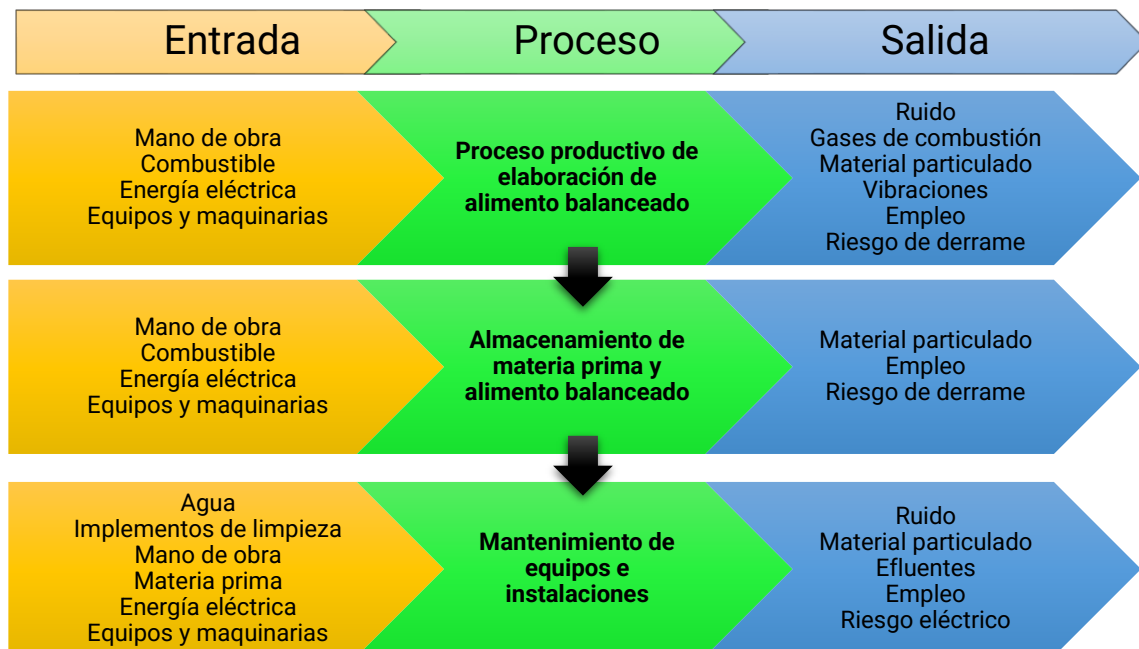 Entrada
Proceso
Salida
Mano de obra
Combustible
Energía eléctrica
Equipos y maquinarias
Proceso productivo de
elaboración de
alimento balanceado
Ruido
Gases de combustión
Material particulado
Vibraciones
Empleo
Riesgo de derrame
Mano de obra
Combustible
Energía eléctrica
Equipos y maquinarias
Almacenamiento de
materia prima y
alimento balanceado
Material particulado
Empleo
Riesgo de derrame
Agua
Implementos de limpieza
Mano de obra
Materia prima
Energía eléctrica
Equipos y maquinarias
Mantenimiento de
equipos e
instalaciones
Ruido
Material particulado
Efluentes
Empleo
Riesgo eléctrico